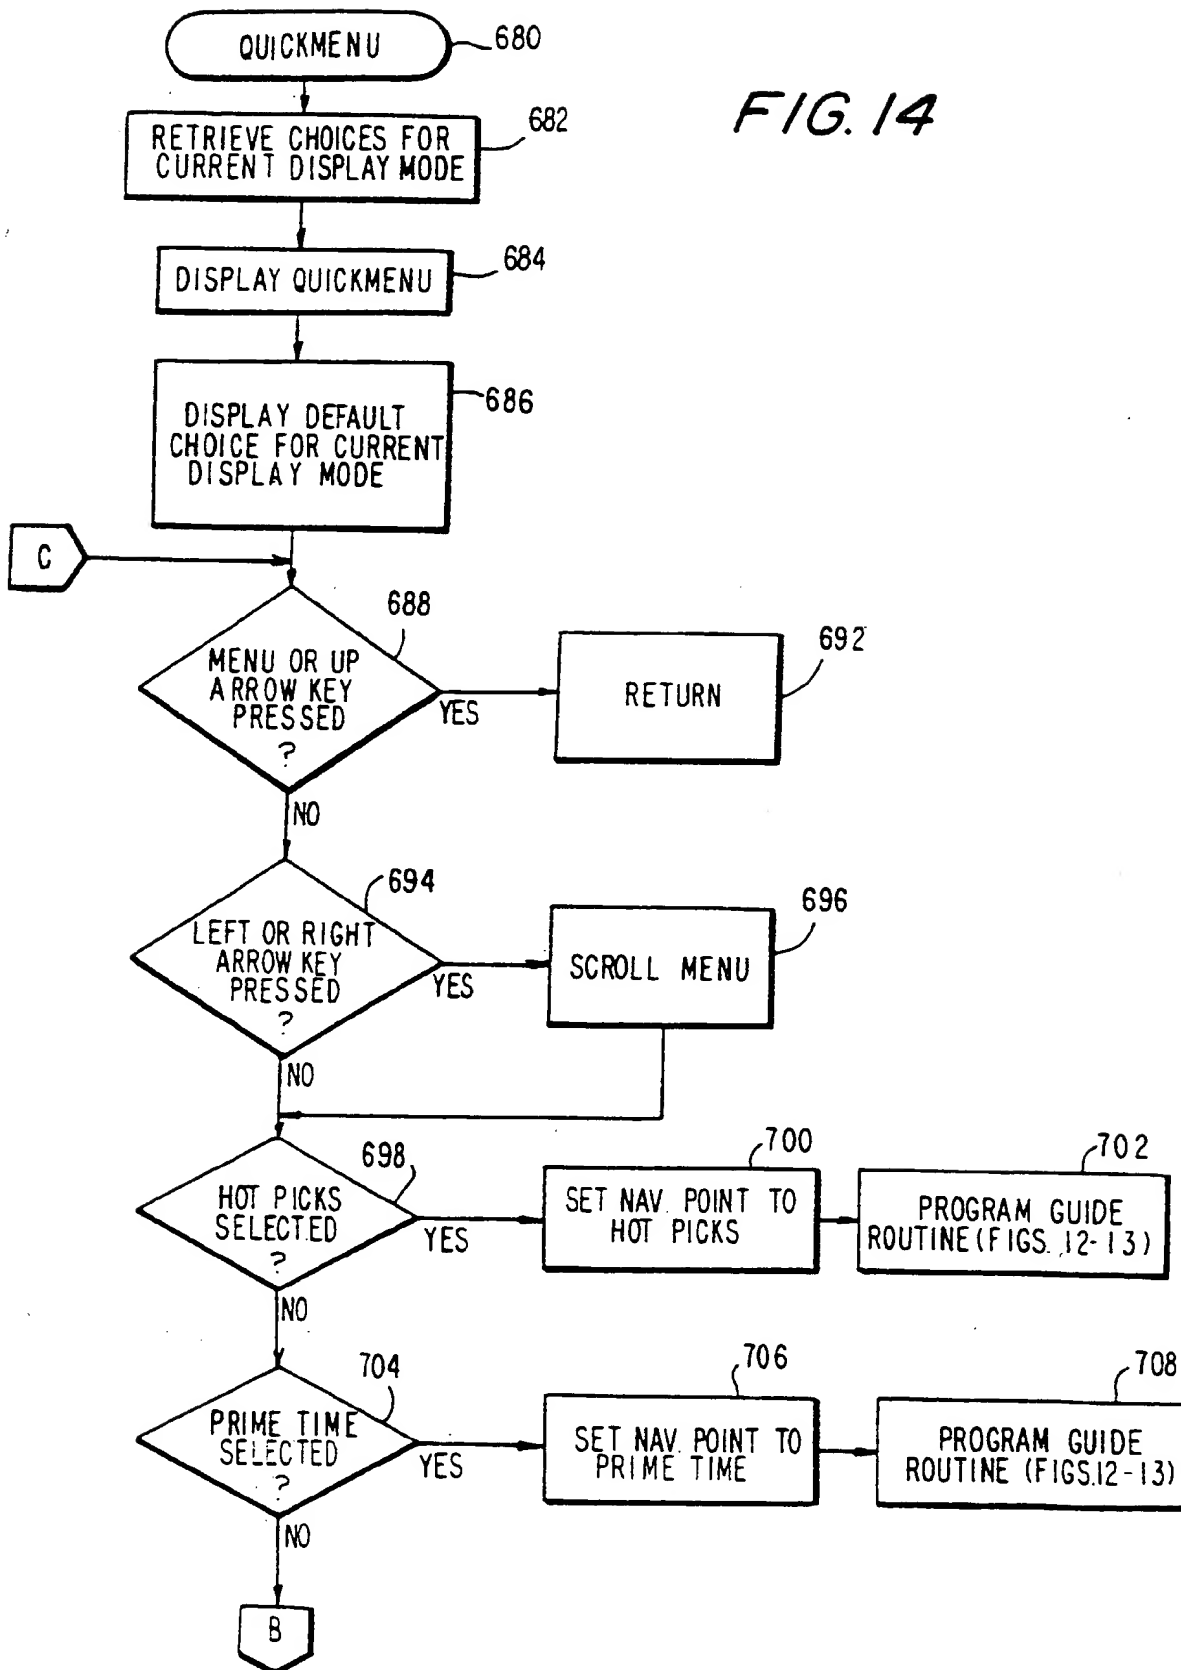 QUICKMENU
680
FIG. 14
RETRIEVE CHOICES FOR
CURRENT DISPLAY MODE
682
DISPLAY QUICKMENU
684
DISPLAY DEFAULT
CHOICE FOR CURRENT
DISPLAY MODE
686
C
MENU OR UP
ARROW KEY
PRESSED
?
688
YES
RETURN
692
NO
LEFT OR RIGHT
ARROW KEY
PRESSED
?
694
YES
SCROLL MENU
696
NO
HOT PICKS
SELECTED
?
698
YES
SET NAV. POINT TO
HOT PICKS
700
PROGRAM GUIDE
ROUTINE (FIGS. 12-13)
702
NO
PRIME TIME
SELECTED
?
704
YES
SET NAV. POINT TO
PRIME TIME
706
PROGRAM GUIDE
ROUTINE (FIGS.12-13)
708
NO
B